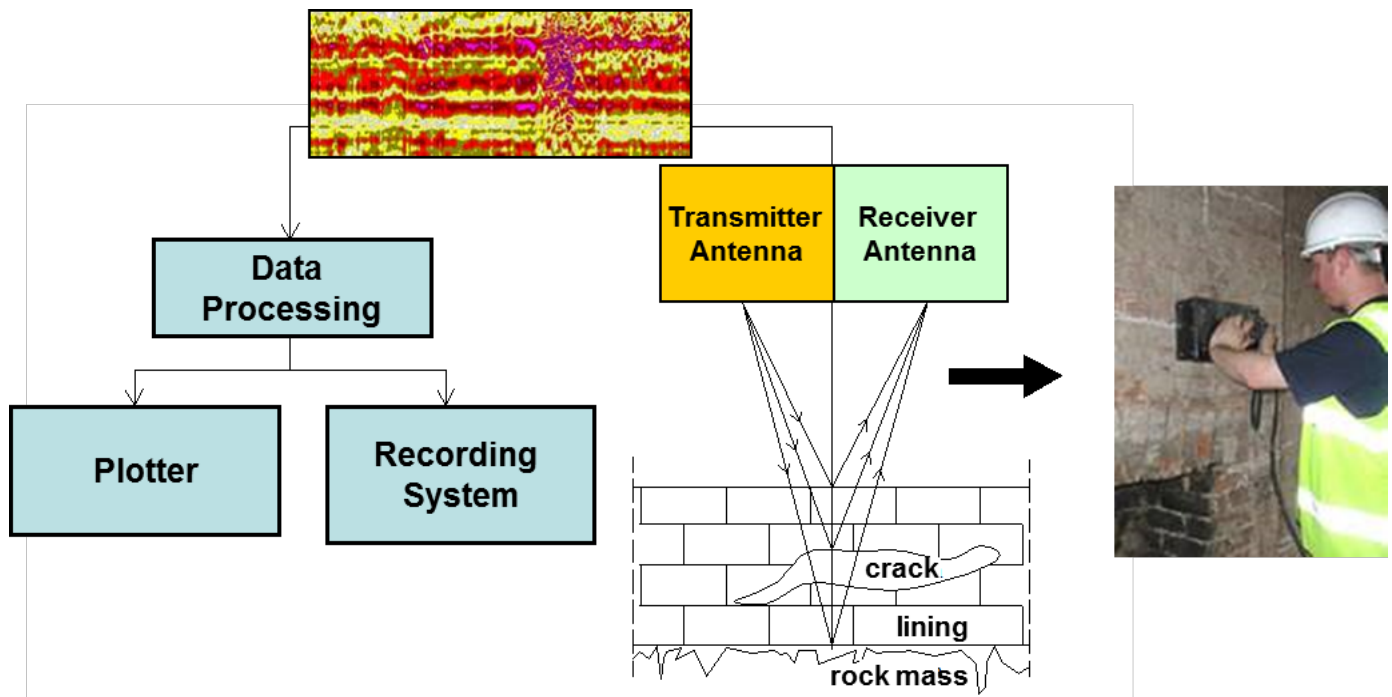 Transmitter
Antenna
Receiver
Antenna
Data
Processing
Plotter
Recording
System
crack
lining
rock mass